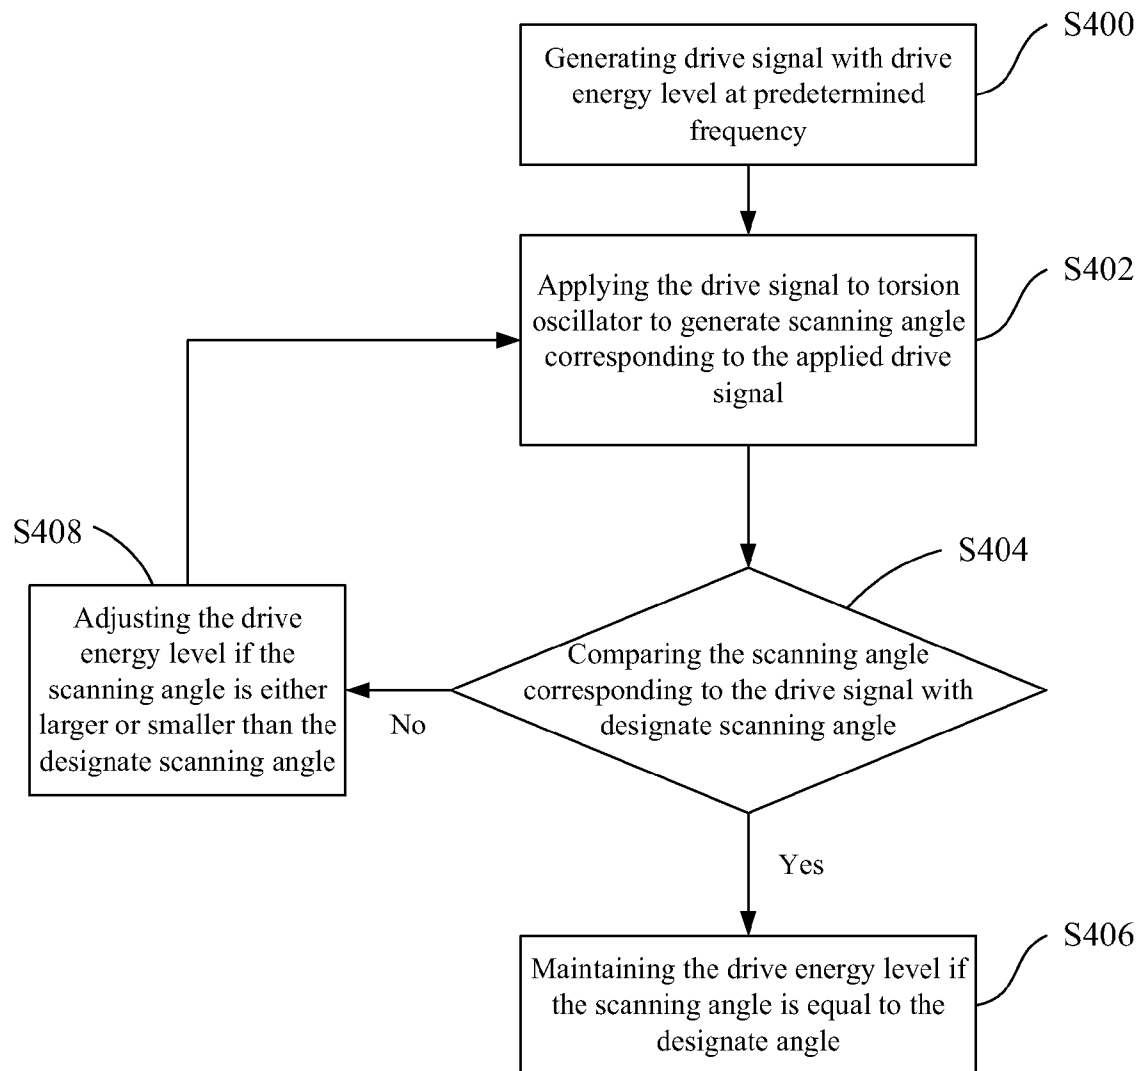 S400
Generating drive signal with drive
energy level at predetermined
frequency
S402
Applying the drive signal to torsion
oscillator to generate scanning angle
corresponding to the applied drive
signal
S408
Adjusting the drive
energy level if the
scanning angle is either
larger or smaller than the
designate scanning angle
S404
Comparing the scanning angle
corresponding to the drive signal with
designate scanning angle
No
Yes
S406
Maintaining the drive energy level if
the scanning angle is equal to the
designate angle